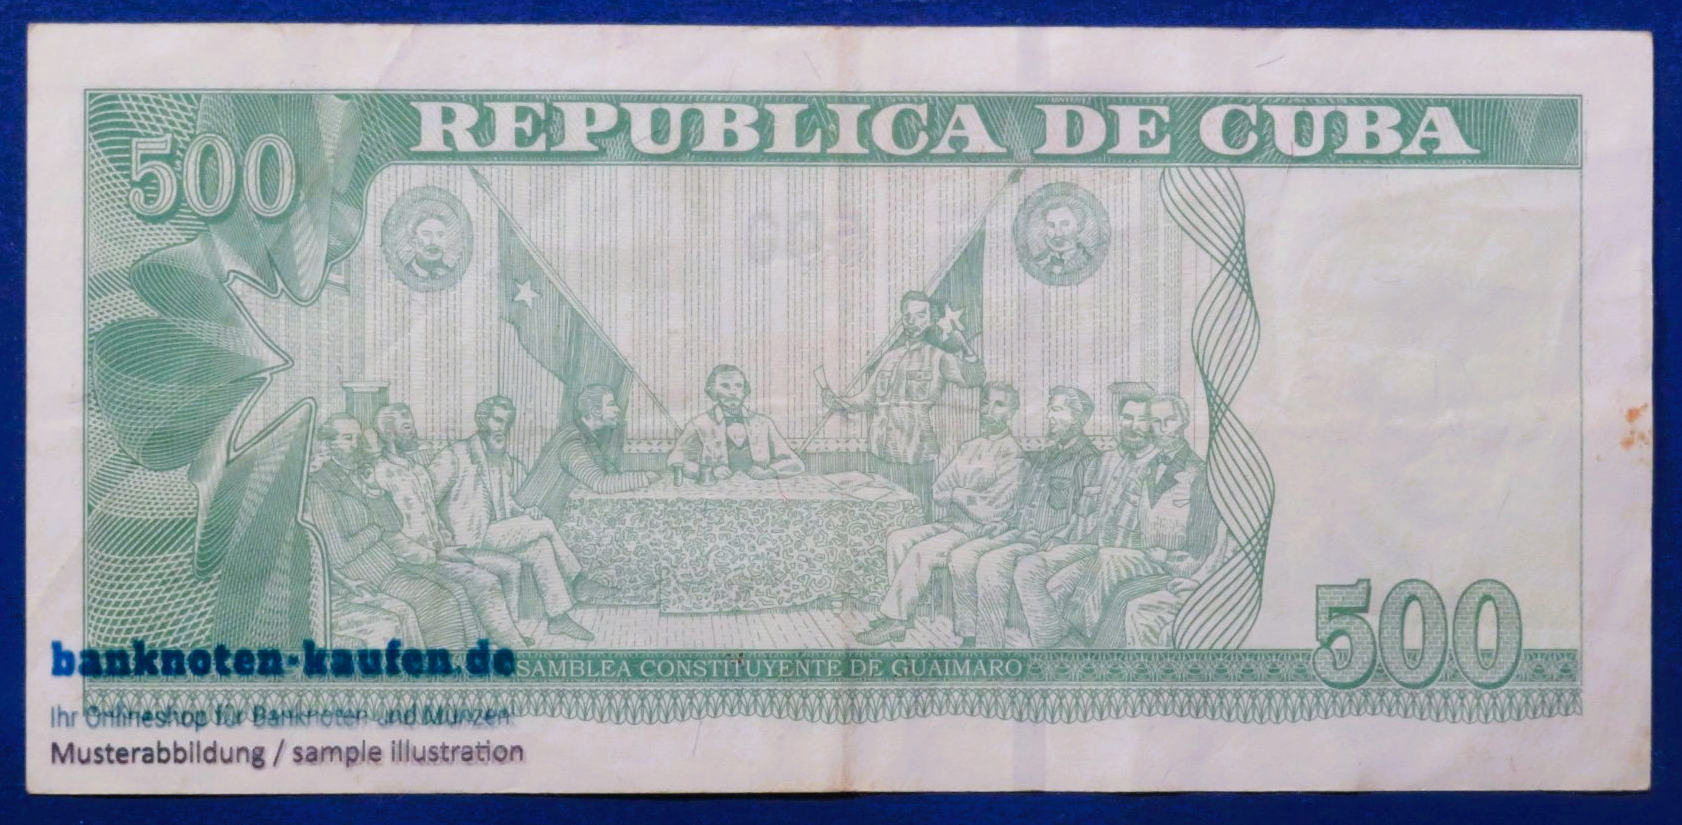 REPUBLICA DE CUBA
500
banknoten-kaufen.de
SAMBLEA CONSTITUYENTE DE GUAIMARO
500
Ihr Onlineshop für Banknoten und Münzen
Musterabbildung / sample illustration